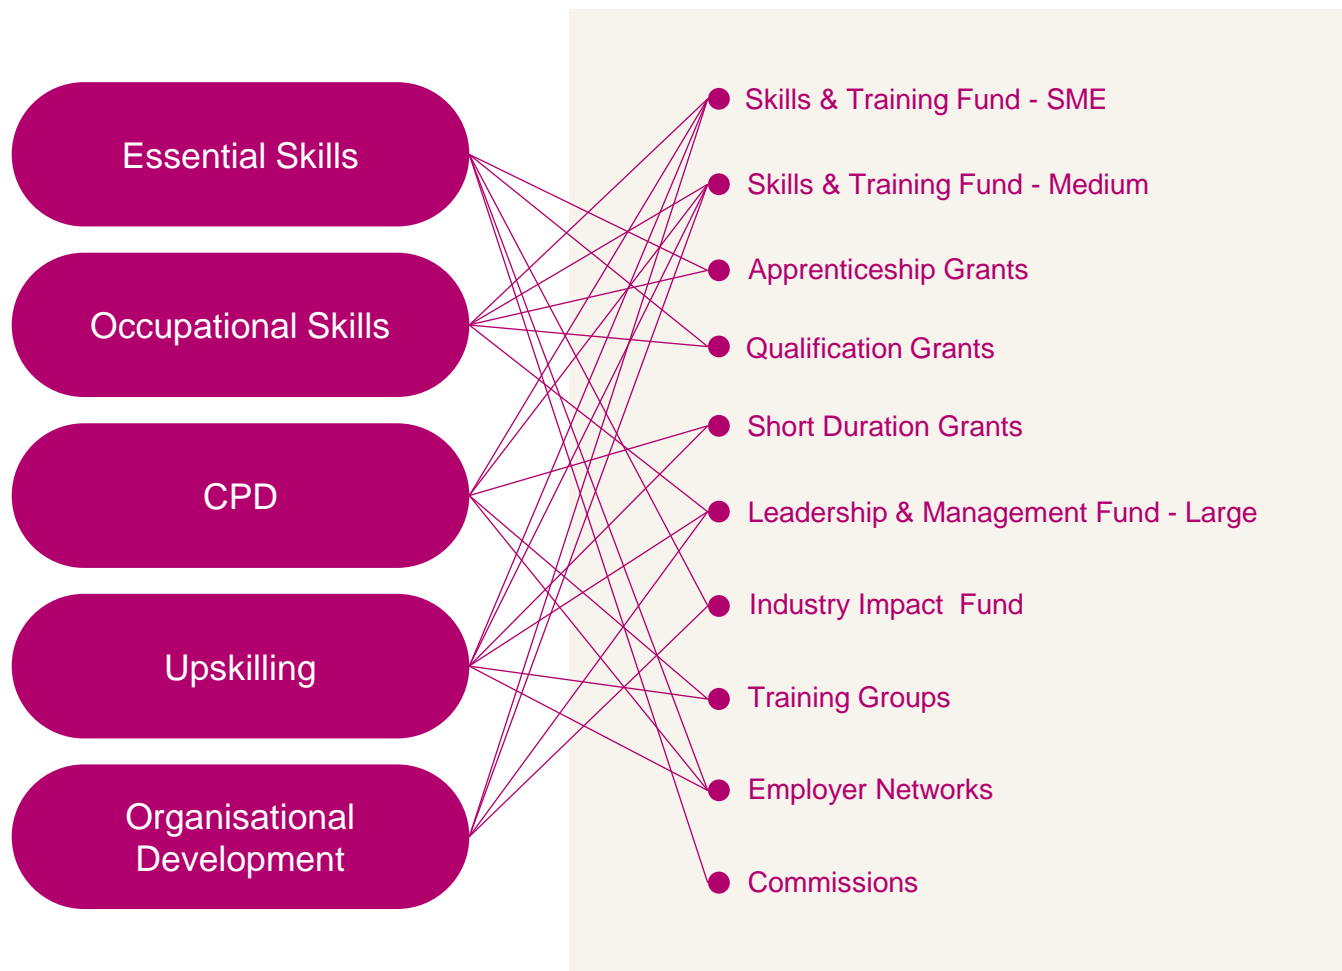 Essential Skills
Occupational Skills
CPD
Upskilling
Organisational
Development
Skills & Training Fund - SME
Skills & Training Fund - Medium
Apprenticeship Grants
Qualification Grants
Short Duration Grants
Leadership & Management Fund - Large
Industry Impact  Fund
Training Groups
Employer Networks
Commissions